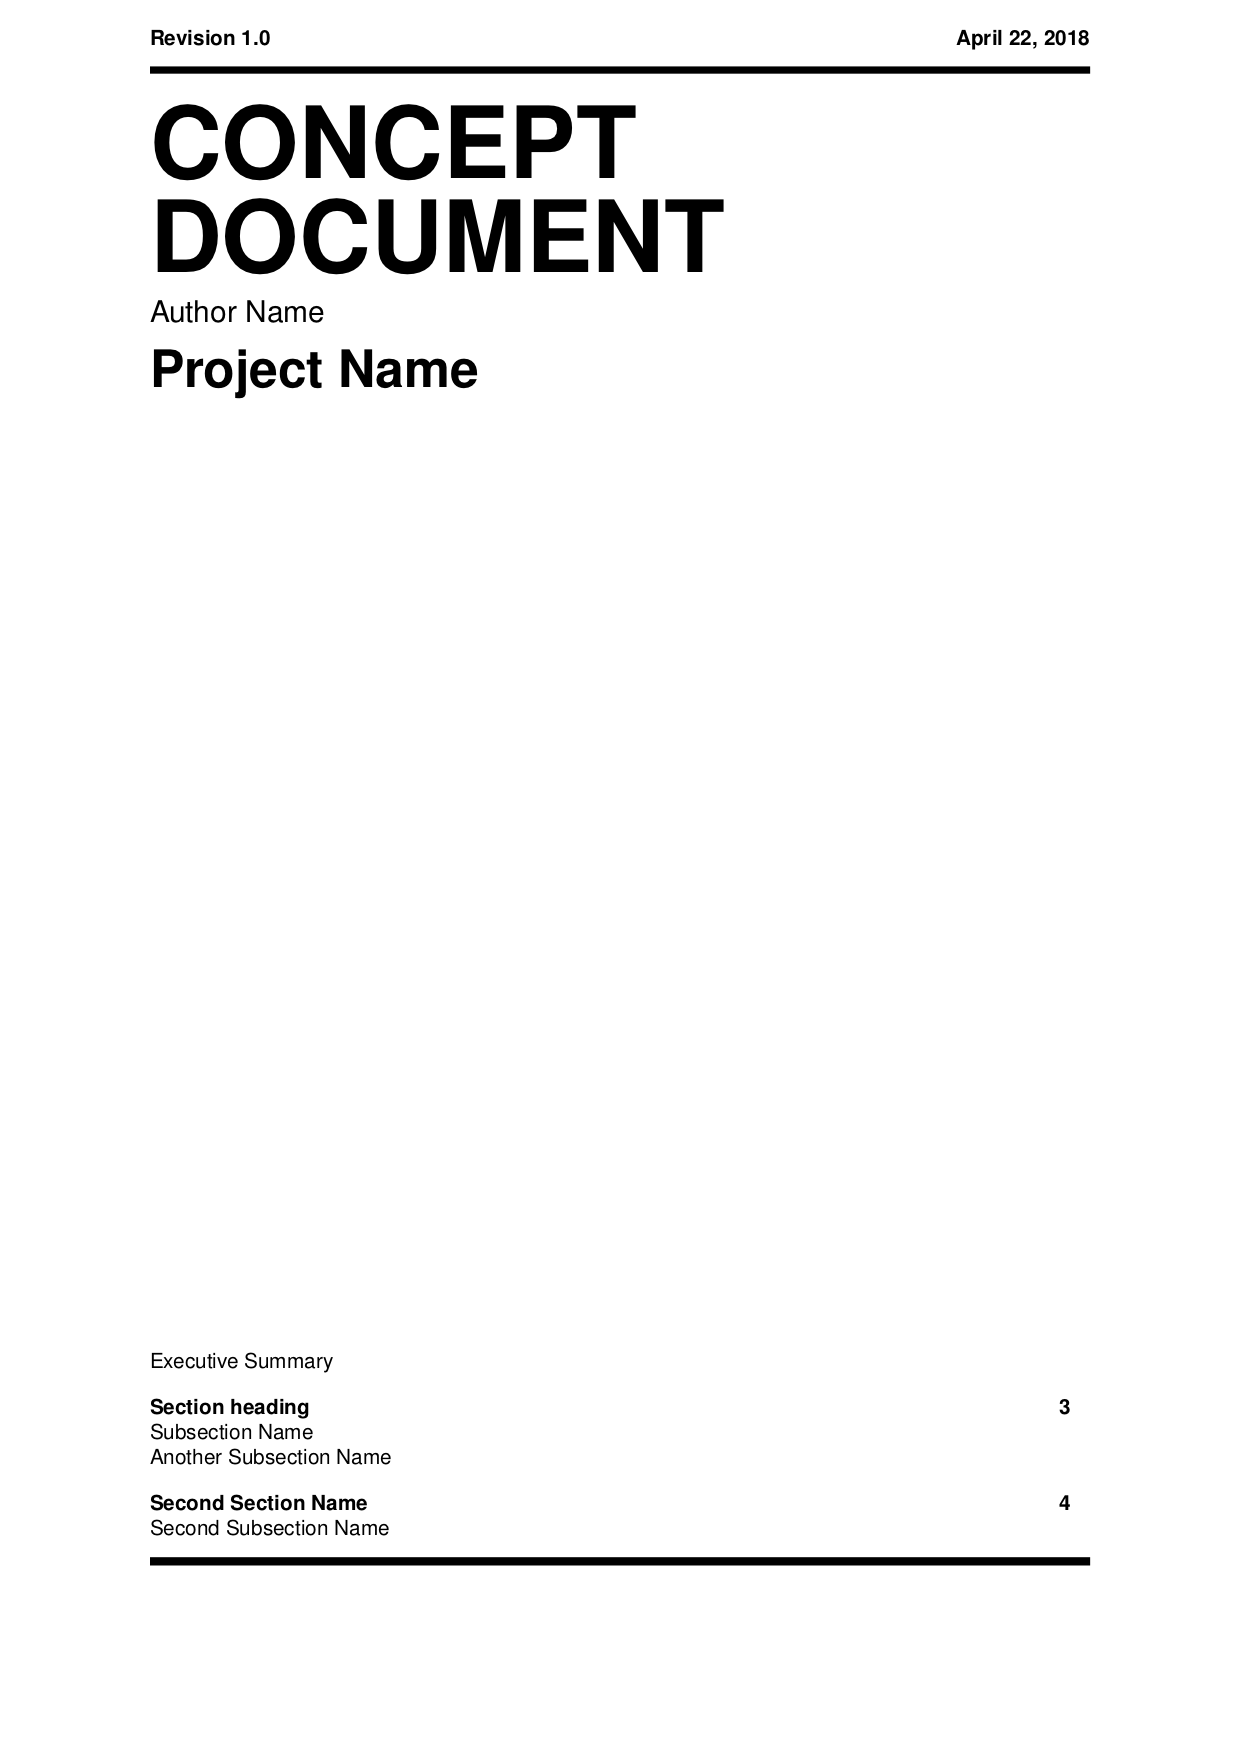 Revision 1.0 April 22, 2018
CONCEPT
DOCUMENT
Author Name
Project Name
Executive Summary
Section heading 3
Subsection Name
Another Subsection Name
Second Section Name 4
Second Subsection Name